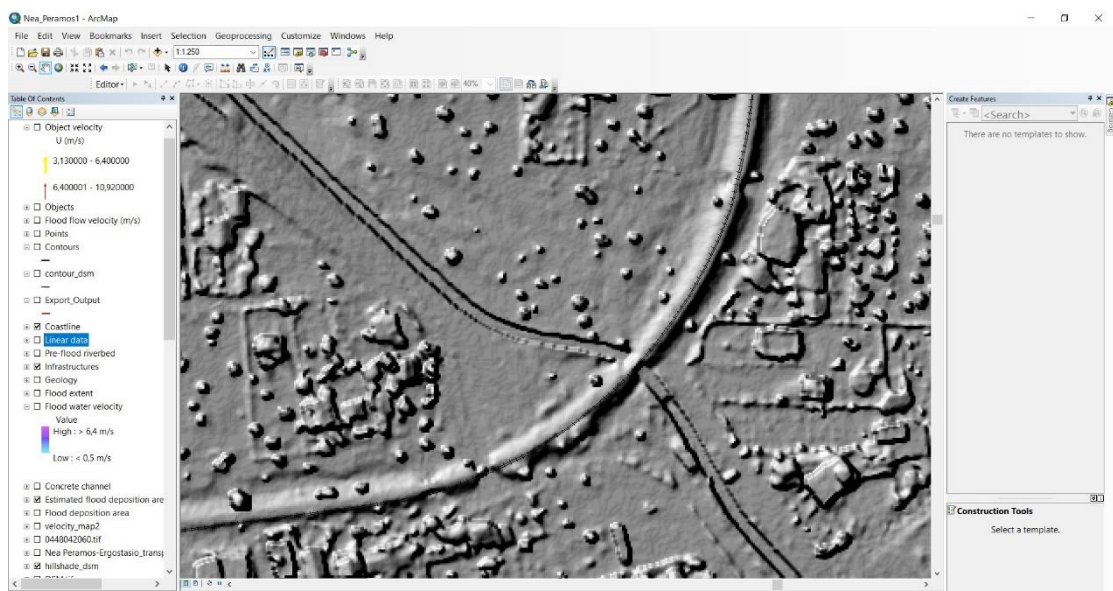 Nea_Peramos1 - ArcMap
File Edit View Bookmarks Insert Selection Geoprocessing Customize Windows Help
1:1.250
Editor
40%
Table Of Contents
Object velocity
U (m/s)
3,130000 - 6,400000
6,400001 - 10,920000
Objects
Flood flow velocity (m/s)
Points
Contours
contour_dsm
Export_Output
Coastline
Linear data
Pre-flood riverbed
Infrastructures
Geology
Flood extent
Flood water velocity
Value
High : > 6,4 m/s
Low : < 0,5 m/s
Concrete channel
Estimated flood deposition are
Flood deposition area
velocity_map2
0448042060.tif
Nea Peramos-Ergostasio_transp
hillshade_dsm
Create Features
<Search>
There are no templates to show.
Catalog
Construction Tools
Select a template.